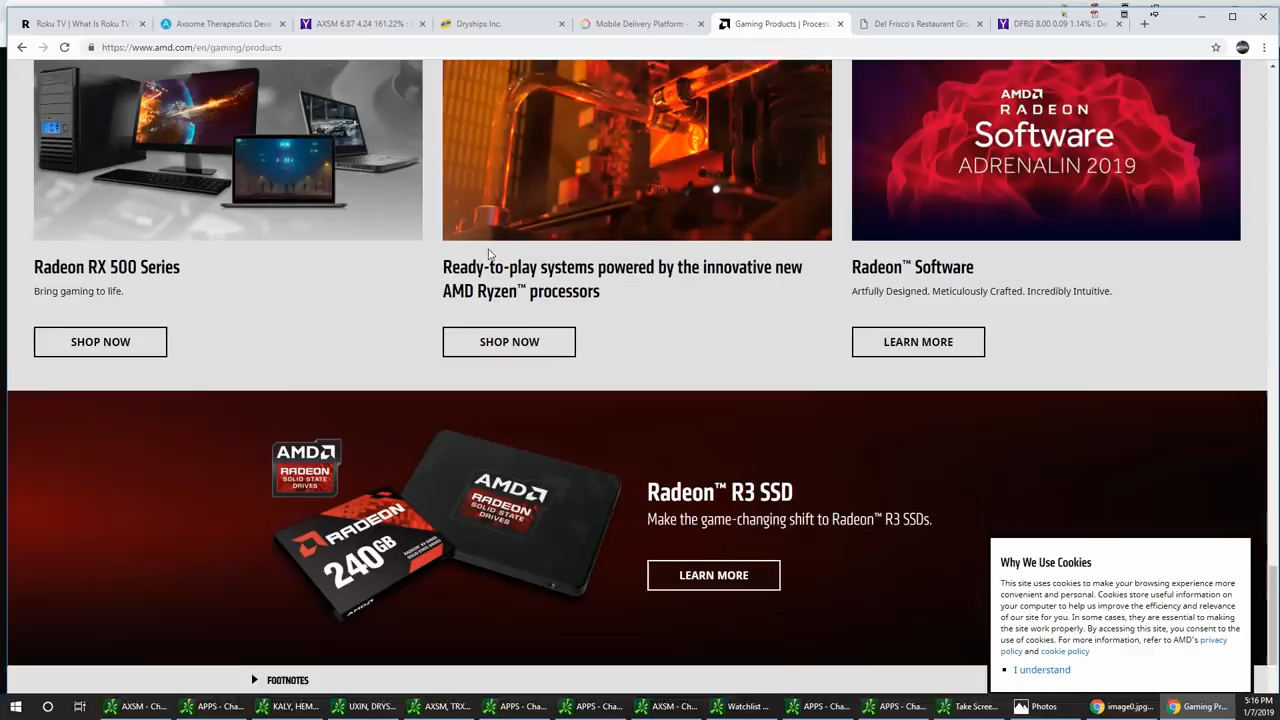 Roku TV | What Is Roku TV
Axsome Therapeutics Deve
AXSM 6.87 4.24 161.22% :
Dryships Inc.
Mobile Delivery Platform -
Gaming Products | Process
Del Frisco's Restaurant Gro
DFRG 8.00 0.09 1.14% : De
https://www.amd.com/en/gaming/products
AMD
RADEON
Software
ADRENALIN 2019
Radeon RX 500 Series
Bring gaming to life.
SHOP NOW
Ready-to-play systems powered by the innovative new
AMD Ryzen™ processors
SHOP NOW
Radeon™ Software
Artfully Designed. Meticulously Crafted. Incredibly Intuitive.
LEARN MORE
AMD
RADEON
SOLID STATE
DRIVES
RADEON
240GB
AMD
AMD
RADEON
SOLID STATE
DRIVES
Radeon™ R3 SSD
Make the game-changing shift to Radeon™ R3 SSDs.
LEARN MORE
Why We Use Cookies
This site uses cookies to make your browsing experience more
convenient and personal. Cookies store useful information on
your computer to help us improve the efficiency and relevance
of our site for you. In some cases, they are essential to making
the site work properly. By accessing this site, you consent to the
use of cookies. For more information, refer to AMD's privacy
policy and cookie policy
I understand
FOOTNOTES
AXSM - Cha...
APPS - Cha...
KALY, HEM...
UXIN, DRYS...
AXSM, TRX...
APPS - Cha...
APPS - Cha...
AXSM - Cha...
Watchlist ...
APPS - Cha...
APPS - Cha...
Take Scree...
Photos
image0.jpg...
Gaming Pr...
5:16 PM
1/7/2019